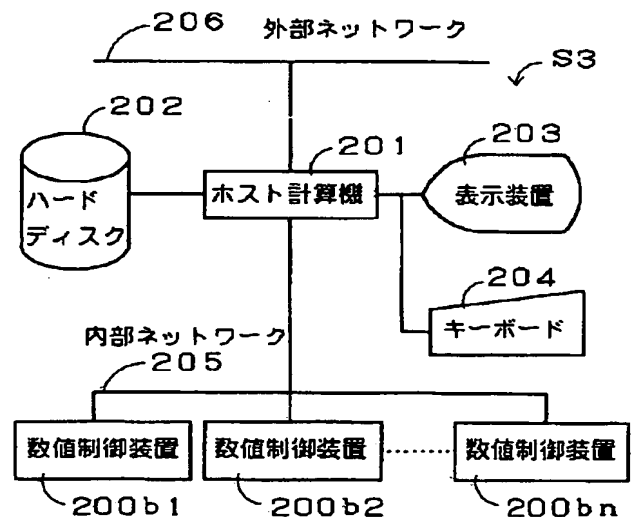 206
外部ネットワーク
S3
202
201
203
ハード
ディスク
ホスト計算機
表示装置
204
キーボード
内部ネットワーク
205
数値制御装置
数値制御装置
数値制御装置
200b1
200b2
200bn